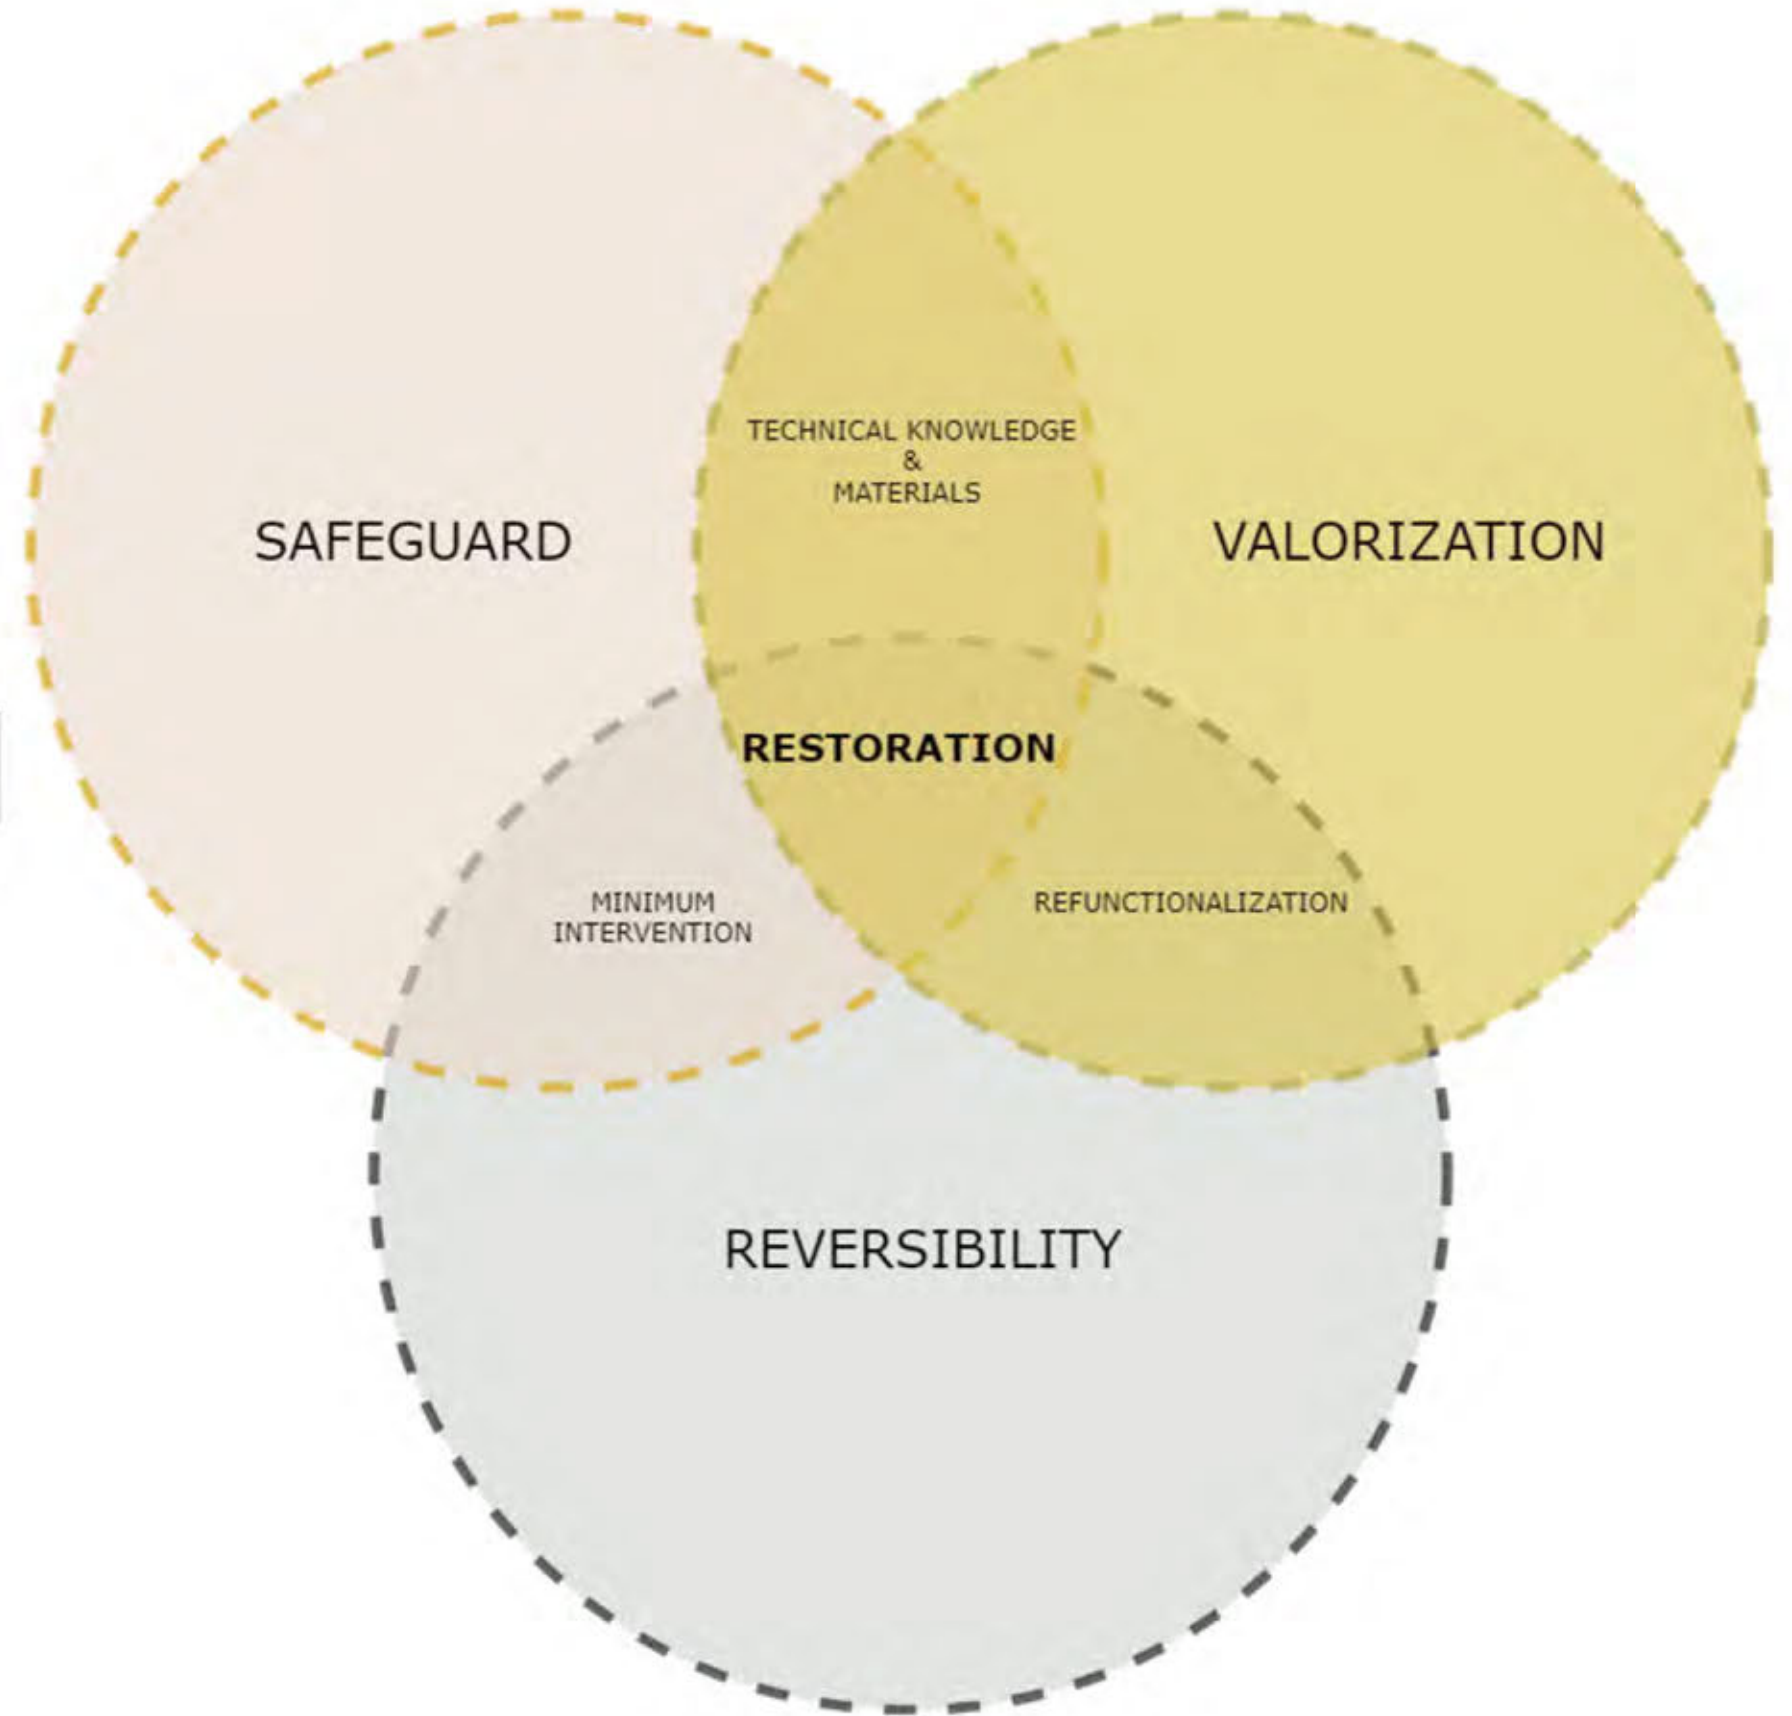 TECHNICAL KNOWLEDGE
&
MATERIALS
SAFEGUARD
VALORIZATION
RESTORATION
MINIMUM
INTERVENTION
REFUNCTIONALIZATION
REVERSIBILITY